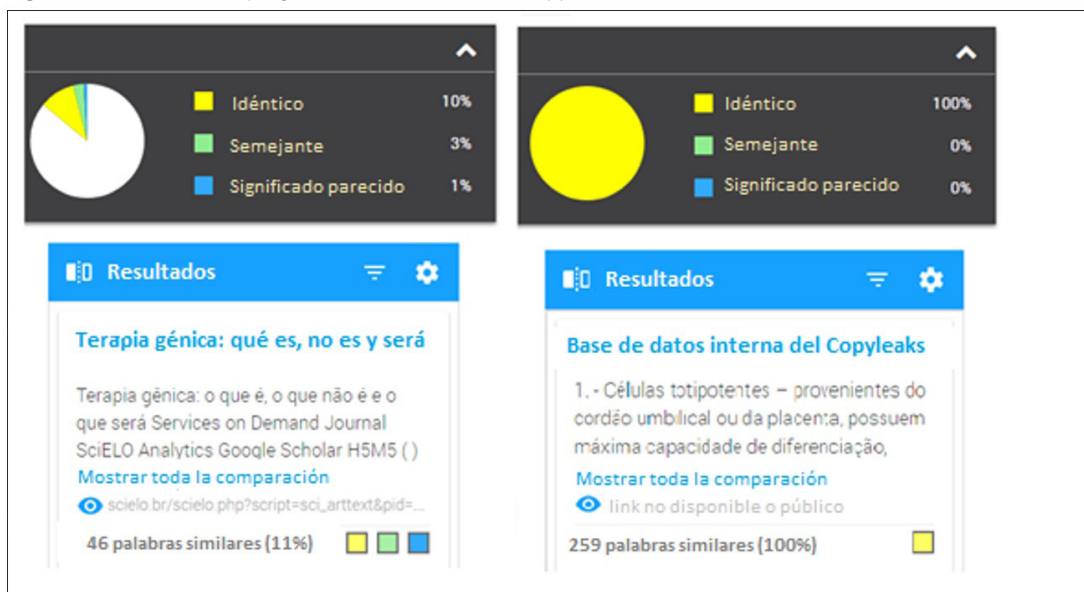 Idéntico 10%
Semejante 3%
Significado parecido 1%
Resultados
Terapia génica: qué es, no es y será
Terapia gênica: o que é, o que não é e o
que será Services on Demand Journal
SciELO Analytics Google Scholar H5M5 ( )
Mostrar toda la comparación
scielo.br/scielo.php?script=sci_arttext&pid=...
46 palabras similares (11%)
Idéntico 100%
Semejante 0%
Significado parecido 0%
Resultados
Base de datos interna del Copyleaks
1. - Células totipotentes – provenientes do
cordão umbilical ou da placenta, possuem
máxima capacidade de diferenciação,
Mostrar toda la comparación
link no disponible o público
259 palabras similares (100%)